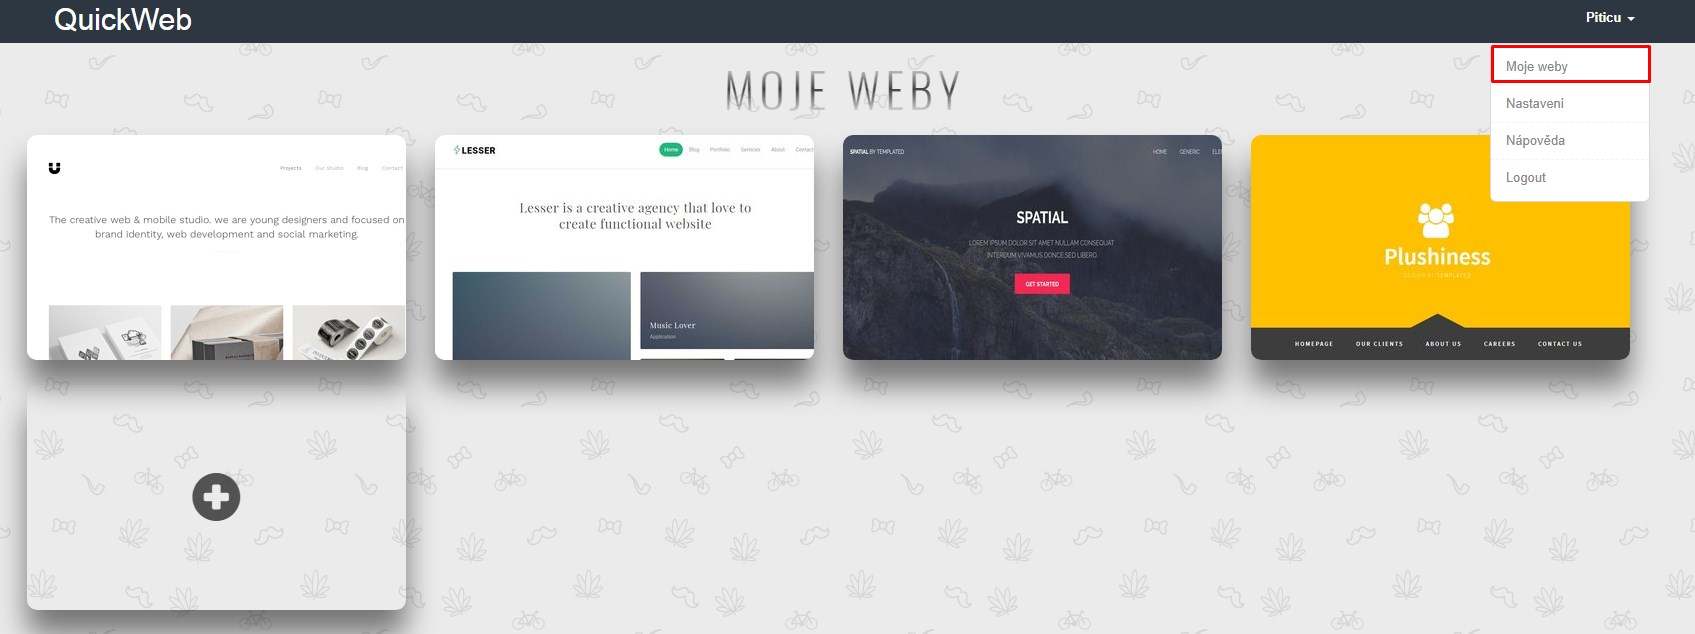 QuickWeb
Piticu
Moje weby
Nastaveni
Nápověda
Logout
MOJE WEBY
Projects Our Studio Blog Contact
The creative web & mobile studio. we are young designers and focused on
brand identity, web development and social marketing.
LESSER
Home Blog Portfolio Services About Contact
Lesser is a creative agency that love to
create functional website
Music Lover
Application
SPATIAL BY TEMPLATED
HOME GENERIC ELE
SPATIAL
LOREM IPSUM DOLOR SIT AMET NULLAM CONSEQUAT
INTERDUM VIVAMUS DONCE SED LIBERO.
GET STARTED
Plushiness
DESIGN BY TEMPLATED
HOMEPAGE OUR CLIENTS ABOUT US CAREERS CONTACT US